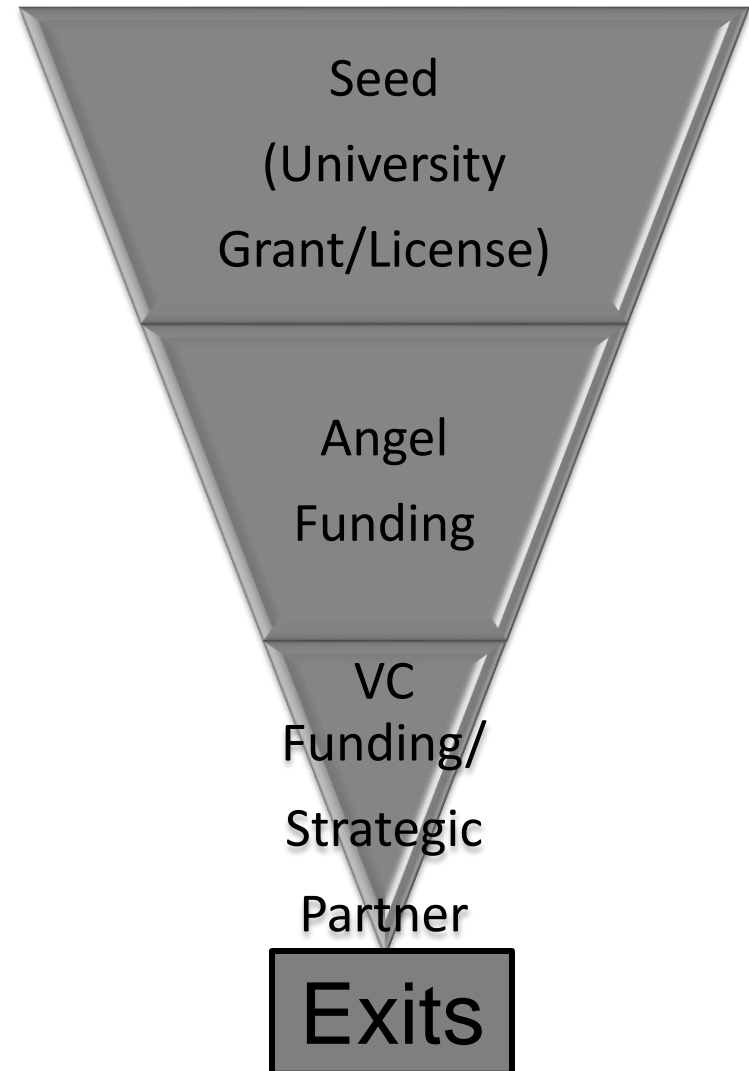 Seed
(University
Grant/License)
Angel
Funding
VC
Funding/
Strategic
Partner
Exits